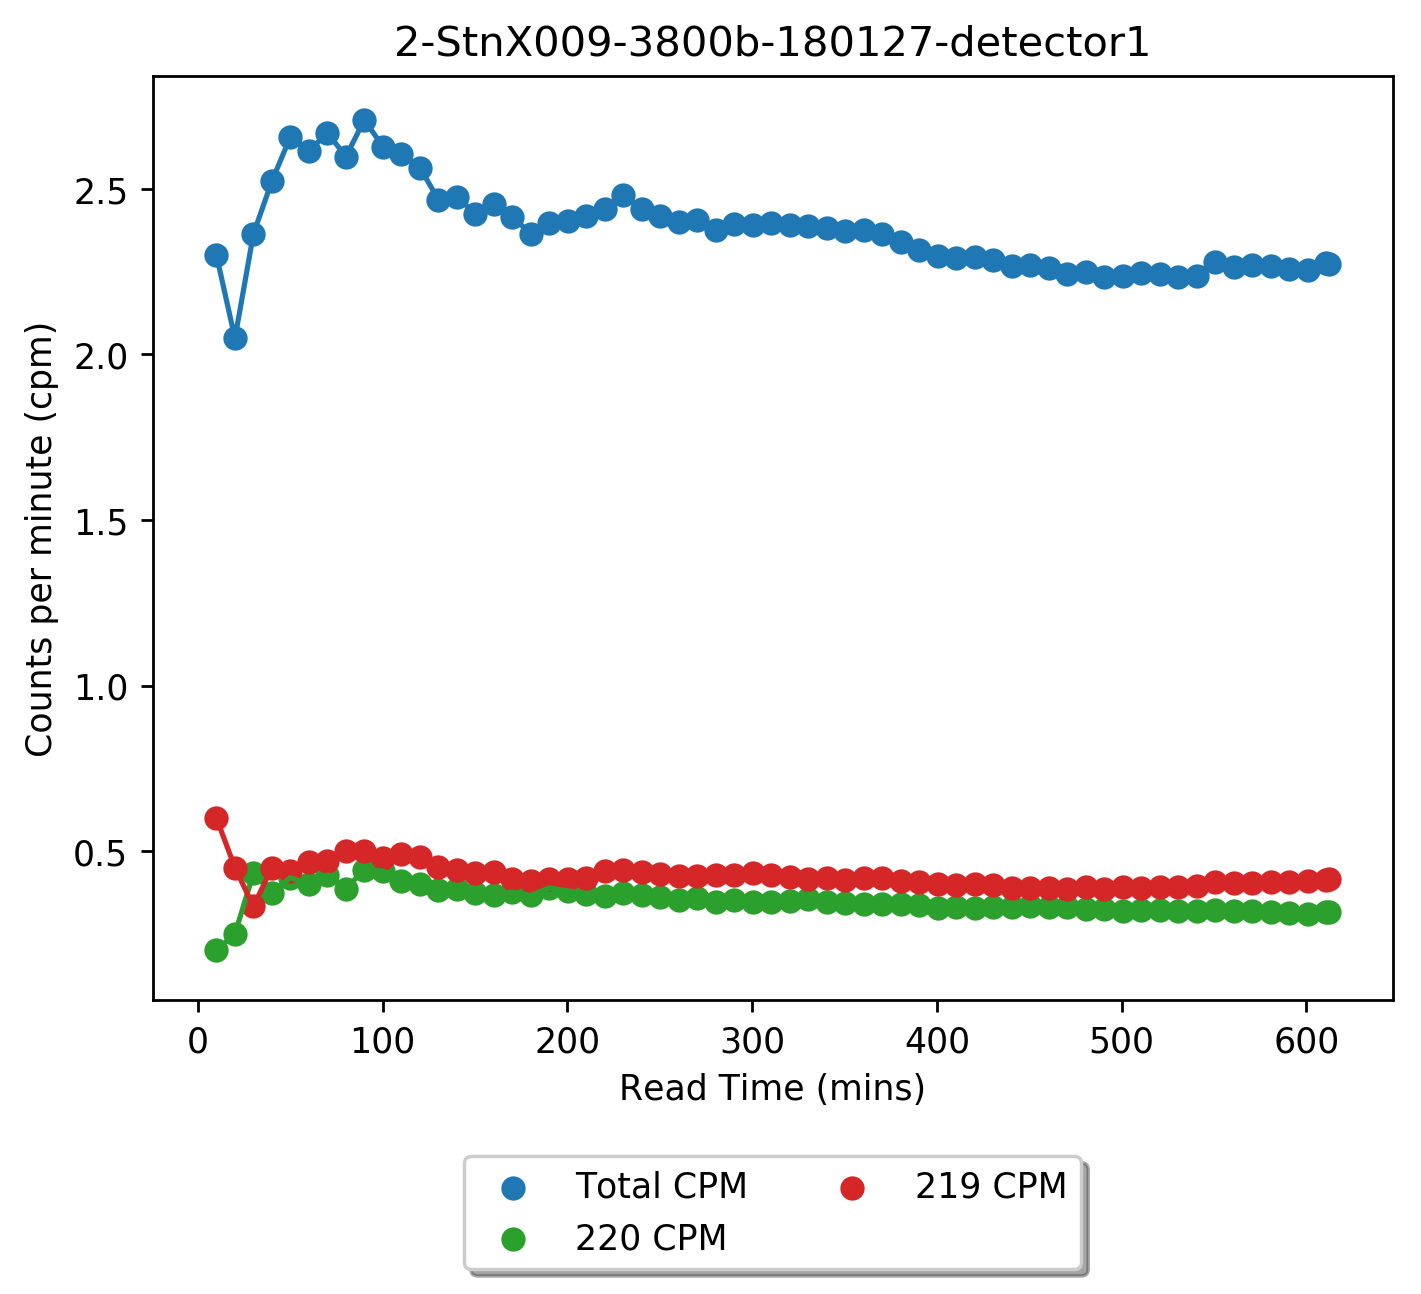 2-StnX009-3800b-180127-detector1
Counts per minute (cpm)
2.5
2.0
1.5
1.0
0.5
0 100 200 300 400 500 600
Read Time (mins)
Total CPM 219 CPM
220 CPM